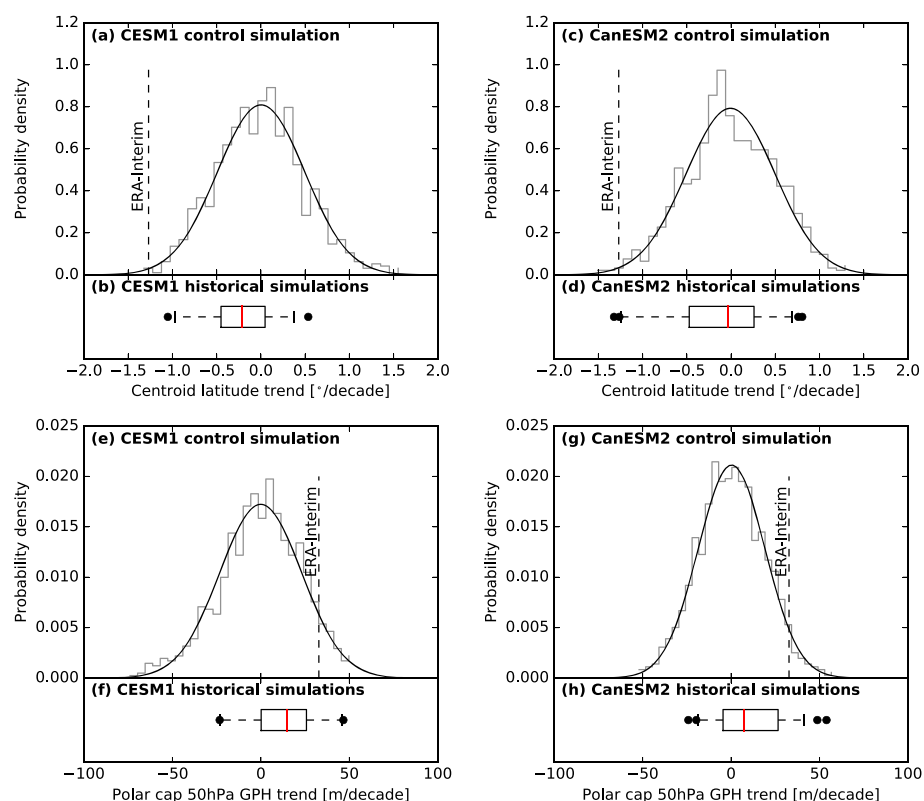 (a) CESM1 control simulation
1.2
1.0
0.8
0.6
0.4
0.2
0.0
Probability density
ERA-Interim
(b) CESM1 historical simulations
−2.0 −1.5 −1.0 −0.5 0.0 0.5 1.0 1.5 2.0
Centroid latitude trend [°/decade]
(c) CanESM2 control simulation
1.2
1.0
0.8
0.6
0.4
0.2
0.0
Probability density
ERA-Interim
(d) CanESM2 historical simulations
−2.0 −1.5 −1.0 −0.5 0.0 0.5 1.0 1.5 2.0
Centroid latitude trend [°/decade]
(e) CESM1 control simulation
0.025
0.020
0.015
0.010
0.005
0.000
Probability density
ERA-Interim
(f) CESM1 historical simulations
−100 −50 0 50 100
Polar cap 50hPa GPH trend [m/decade]
(g) CanESM2 control simulation
0.025
0.020
0.015
0.010
0.005
0.000
Probability density
ERA-Interim
(h) CanESM2 historical simulations
−100 −50 0 50 100
Polar cap 50hPa GPH trend [m/decade]